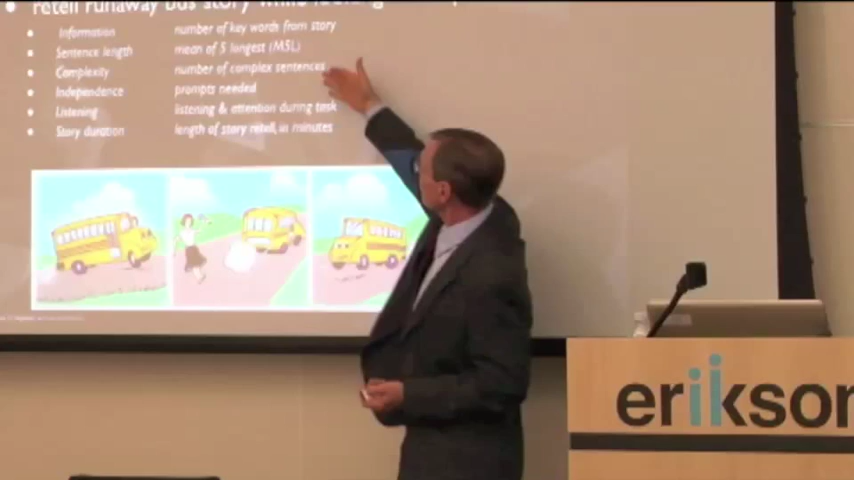 retell runaway bus story while
Information number of key words from story
Sentence length mean of 5 longest (MSL)
Complexity number of complex sentences
Independence prompts needed
Listening listening & attention during task
Story duration length of story retell, in minutes
erikson